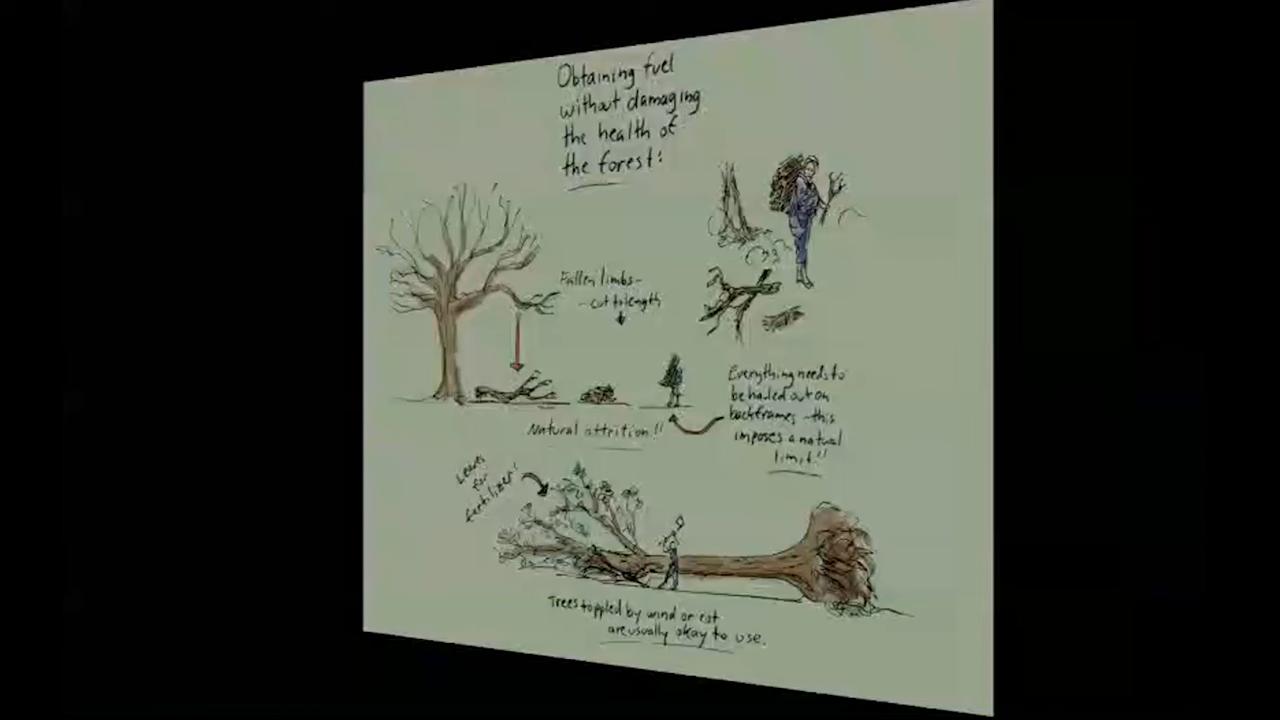 Obtaining fuel
without damaging
the health of
the forest:
Fallen limbs-
-cut to length
Everything needs to
be hauled out on
backframes -this
imposes a natural
limit!!
Natural attrition!!
Leaves
for
fertilizer!
Trees toppled by wind or rot
are usually okay to use.